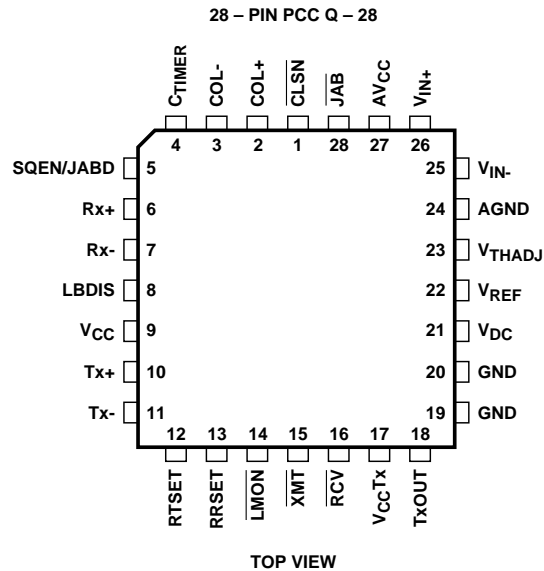 28 – PIN PCC Q – 28
CTIMER
COL-
COL+
CLSN
JAB
AVCC
VIN+
4 3 2 1 28 27 26
SQEN/JABD 5 25 VIN-
Rx+ 6 24 AGND
Rx- 7 23 VTHADJ
LBDIS 8 22 VREF
VCC 9 21 VDC
Tx+ 10 20 GND
Tx- 11 19 GND
12 13 14 15 16 17 18
RTSET
RRSET
LMON
XMT
RCV
VCCTx
TxOUT
TOP VIEW